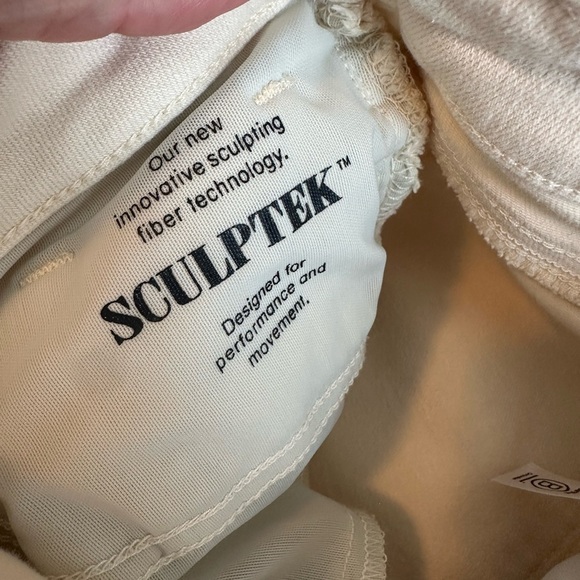 Our new
innovative sculpting
fiber technology.
SCULPTEK™
Designed for
performance and
movement.